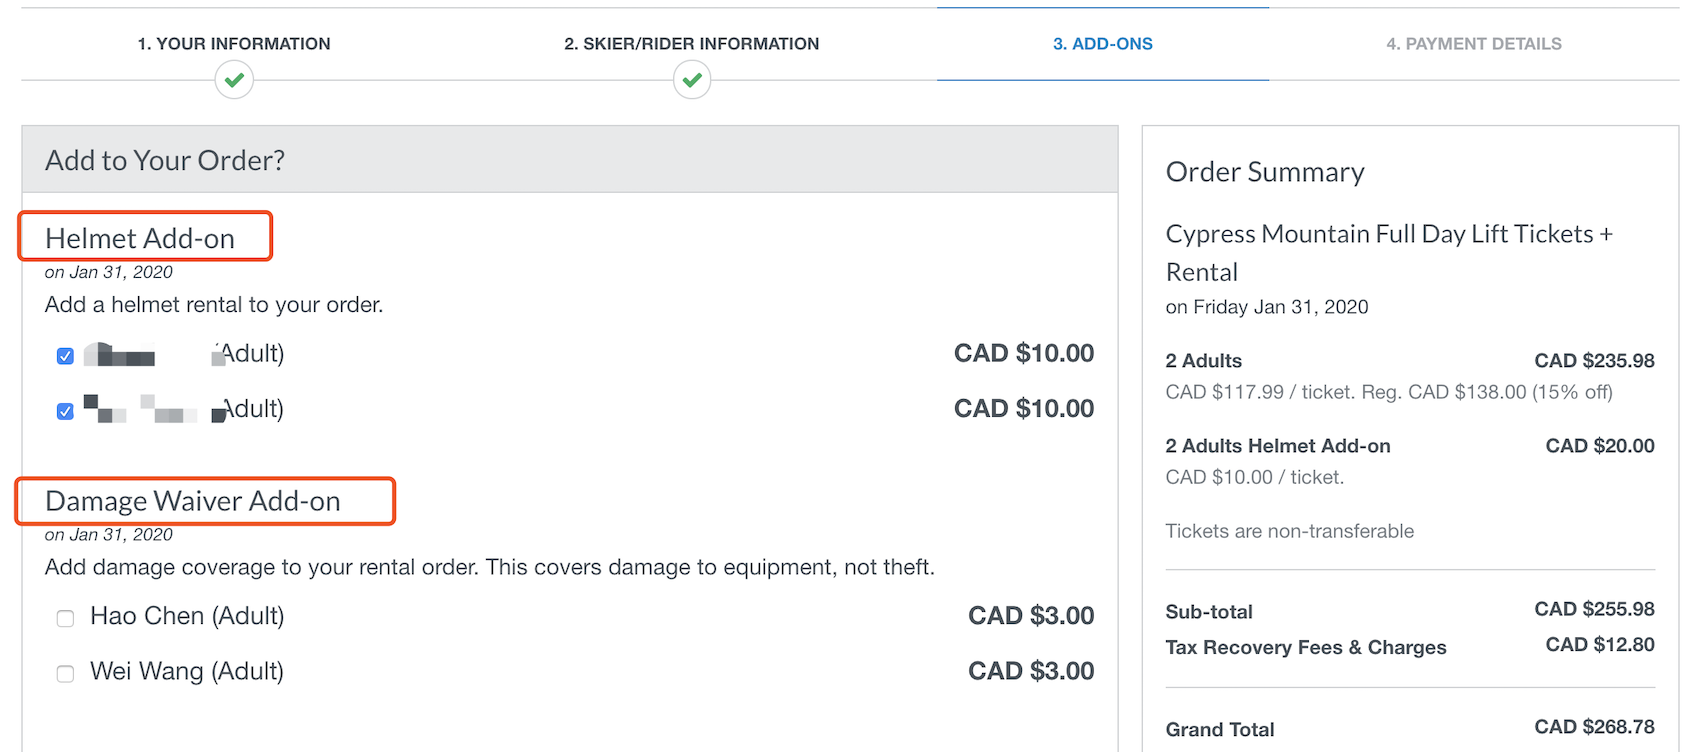 1. YOUR INFORMATION
2. SKIER/RIDER INFORMATION
3. ADD-ONS
4. PAYMENT DETAILS
Add to Your Order?
Helmet Add-on
on Jan 31, 2020
Add a helmet rental to your order.
Adult) CAD $10.00
Adult) CAD $10.00
Damage Waiver Add-on
on Jan 31, 2020
Add damage coverage to your rental order. This covers damage to equipment, not theft.
Hao Chen (Adult) CAD $3.00
Wei Wang (Adult) CAD $3.00
Order Summary
Cypress Mountain Full Day Lift Tickets +
Rental
on Friday Jan 31, 2020
2 Adults CAD $235.98
CAD $117.99 / ticket. Reg. CAD $138.00 (15% off)
2 Adults Helmet Add-on CAD $20.00
CAD $10.00 / ticket.
Tickets are non-transferable
Sub-total CAD $255.98
Tax Recovery Fees & Charges CAD $12.80
Grand Total CAD $268.78